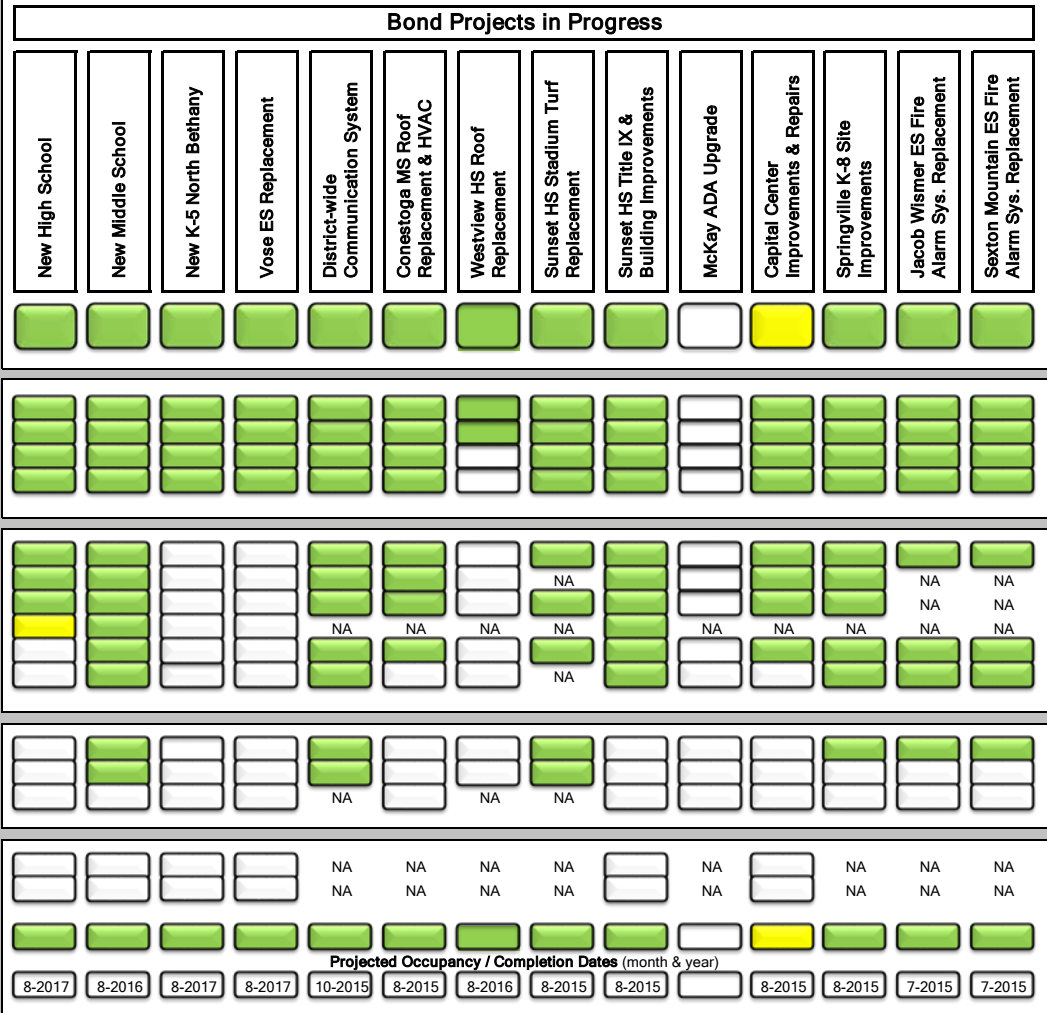 Bond Projects in Progress
New High School
New Middle School
New K-5 North Bethany
Vose ES Replacement
District-wide
Communication System
Conestoga MS Roof
Replacement & HVAC
Westview HS Roof
Replacement
Sunset HS Stadium Turf
Replacement
Sunset HS Title IX &
Building Improvements
McKay ADA Upgrade
Capital Center
Improvements & Repairs
Springville K-8 Site
Improvements
Jacob Wismer ES Fire
Alarm Sys. Replacement
Sexton Mountain ES Fire
Alarm Sys. Replacement
NA NA NA
NA NA
NA NA NA NA NA NA NA NA NA
NA
NA NA NA
NA NA NA NA NA NA NA NA
NA NA NA NA NA NA NA NA
Projected Occupancy / Completion Dates (month & year)
8-2017 8-2016 8-2017 8-2017 10-2015 8-2015 8-2016 8-2015 8-2015 8-2015 8-2015 7-2015 7-2015